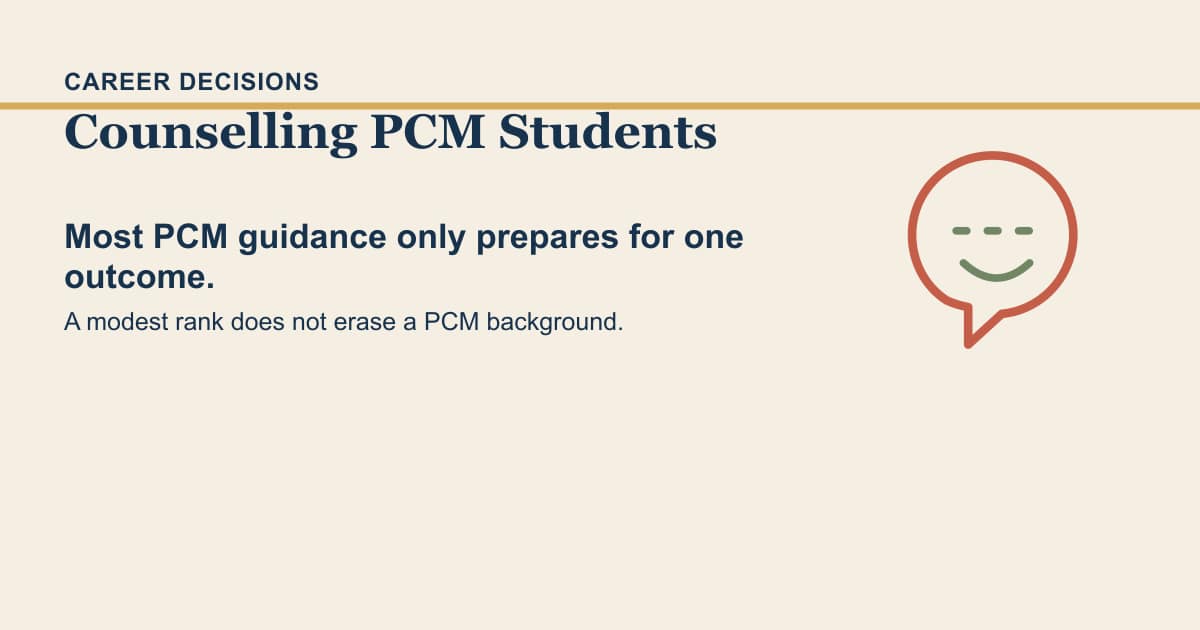 CAREER DECISIONS
Counselling PCM Students
Most PCM guidance only prepares for one
outcome.
A modest rank does not erase a PCM background.